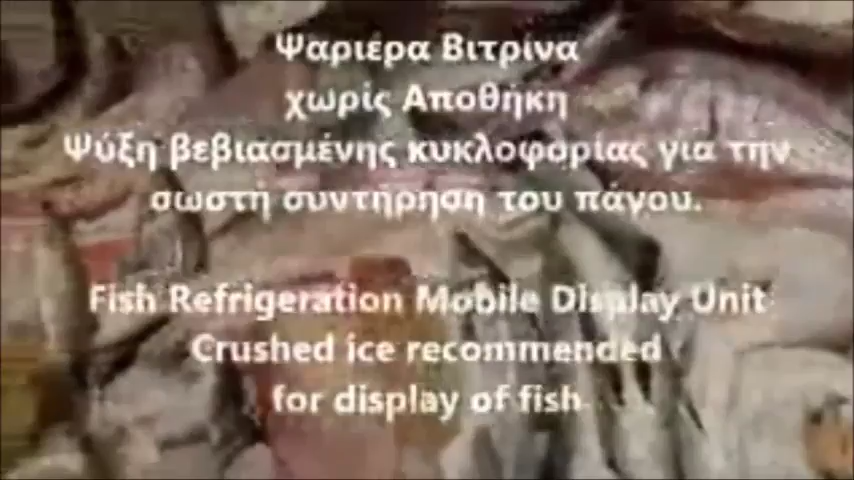 Ψαριέρα Βιτρίνα
χωρίς Αποθήκη
Ψύξη βεβιασμένης κυκλοφορίας για την
σωστή συντήρηση του πάγου.
Fish Refrigeration Mobile Display Unit
Crushed ice recommended
for display of fish